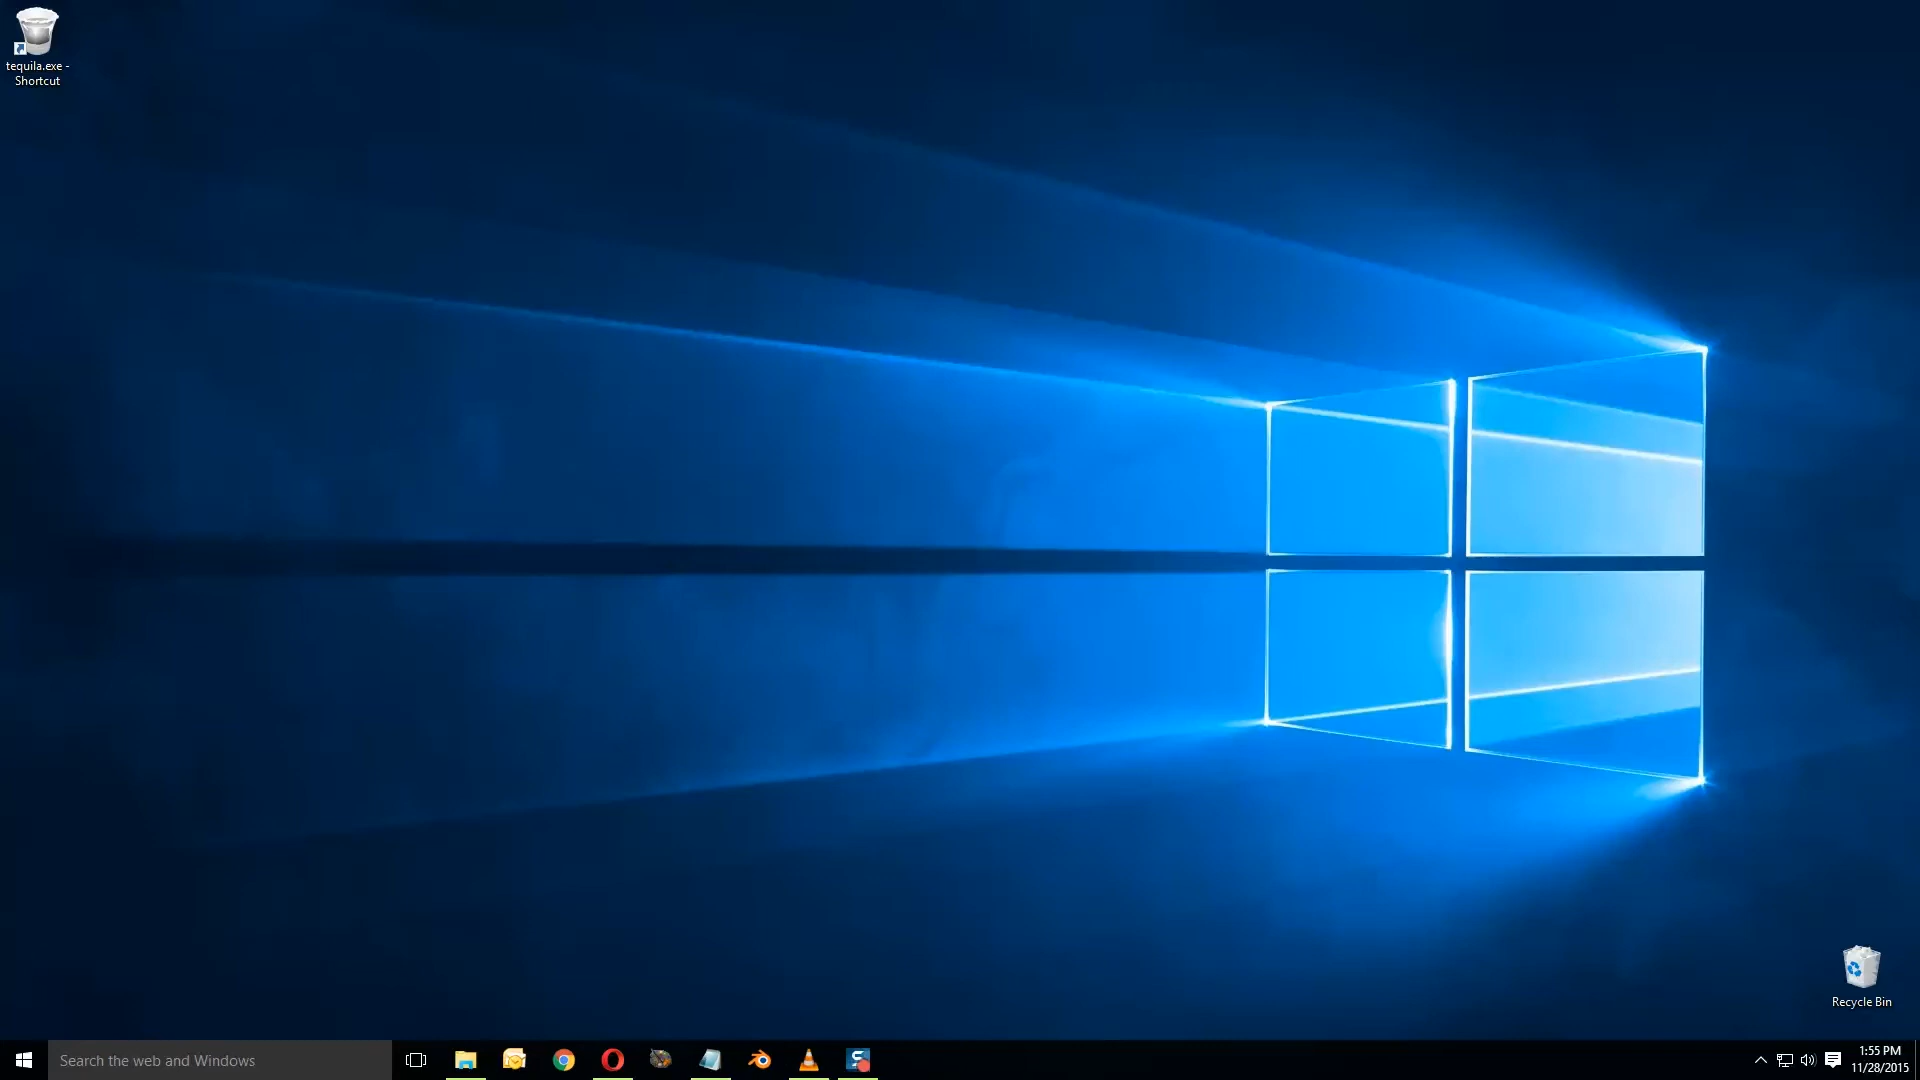 tequila.exe -
Shortcut
Recycle Bin
Search the web and Windows
1:55 PM
11/28/2015